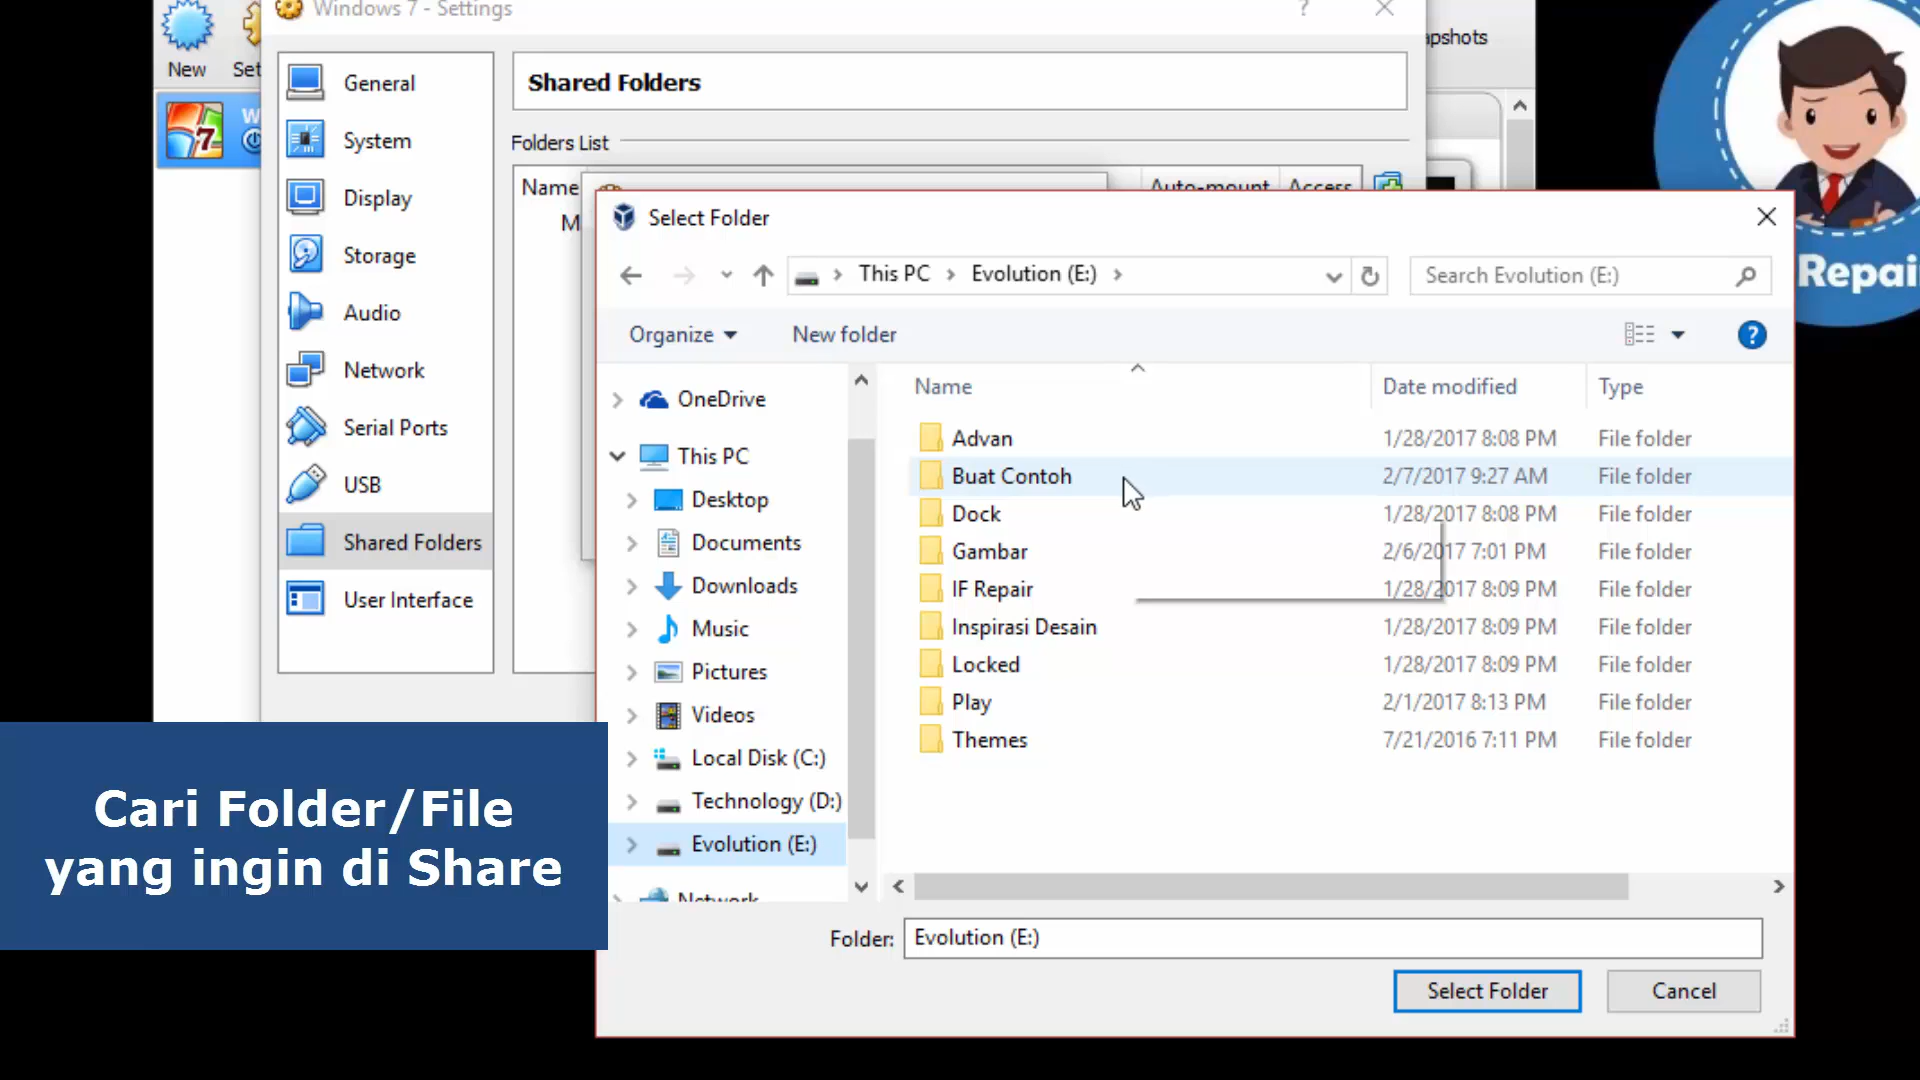 Windows 7 - Settings
?
New
Set
pshots
General
System
Display
Storage
Audio
Network
Serial Ports
USB
Shared Folders
User Interface
Shared Folders
Folders List
Name
Auto-mount
Access
M
7
W
Repai
Select Folder
This PC > Evolution (E:) >
Search Evolution (E:)
Organize
New folder
?
OneDrive
This PC
Desktop
Documents
Downloads
Music
Pictures
Videos
Local Disk (C:)
Technology (D:)
Evolution (E:)
Network
Name Date modified Type
Advan 1/28/2017 8:08 PM File folder
Buat Contoh 2/7/2017 9:27 AM File folder
Dock 1/28/2017 8:08 PM File folder
Gambar 2/6/2017 7:01 PM File folder
IF Repair 1/28/2017 8:09 PM File folder
Inspirasi Desain 1/28/2017 8:09 PM File folder
Locked 1/28/2017 8:09 PM File folder
Play 2/1/2017 8:13 PM File folder
Themes 7/21/2016 7:11 PM File folder
Folder: Evolution (E:)
Select Folder
Cancel
Cari Folder/File
yang ingin di Share